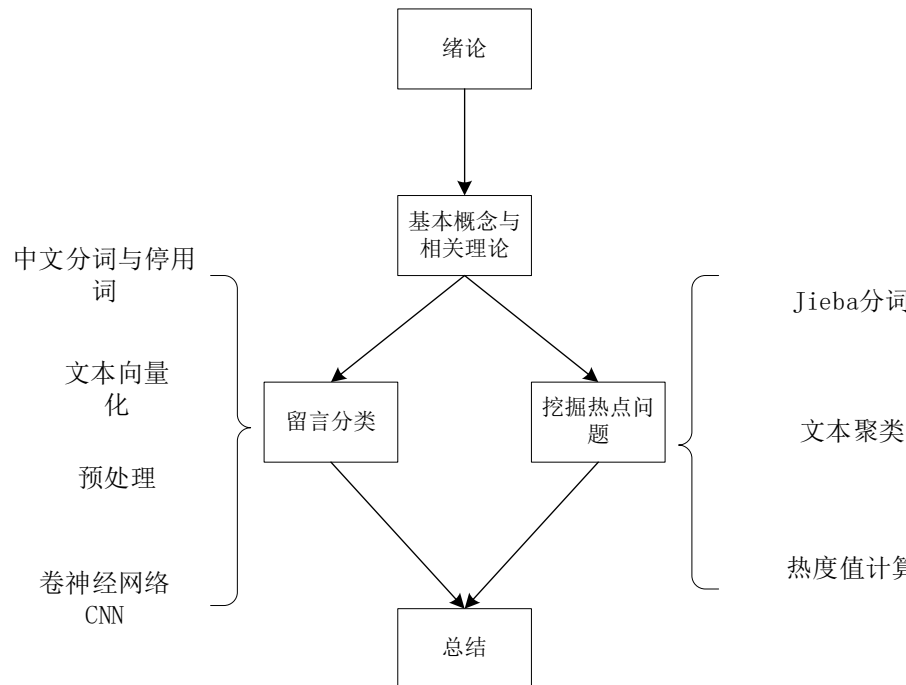 绪论
基本概念与
相关理论
中文分词与停用
词
文本向量
化
预处理
卷神经网络
CNN
留言分类
挖掘热点问
题
Jieba分词
文本聚类
热度值计算
总结